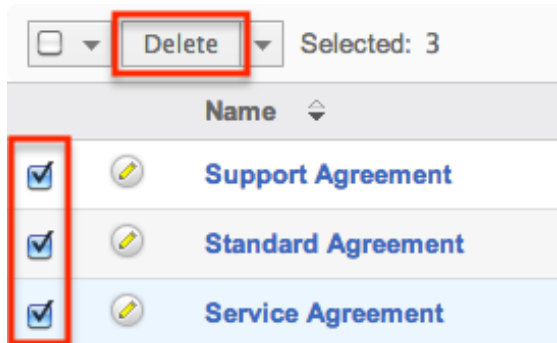 Delete Selected: 3
Name
Support Agreement
Standard Agreement
Service Agreement